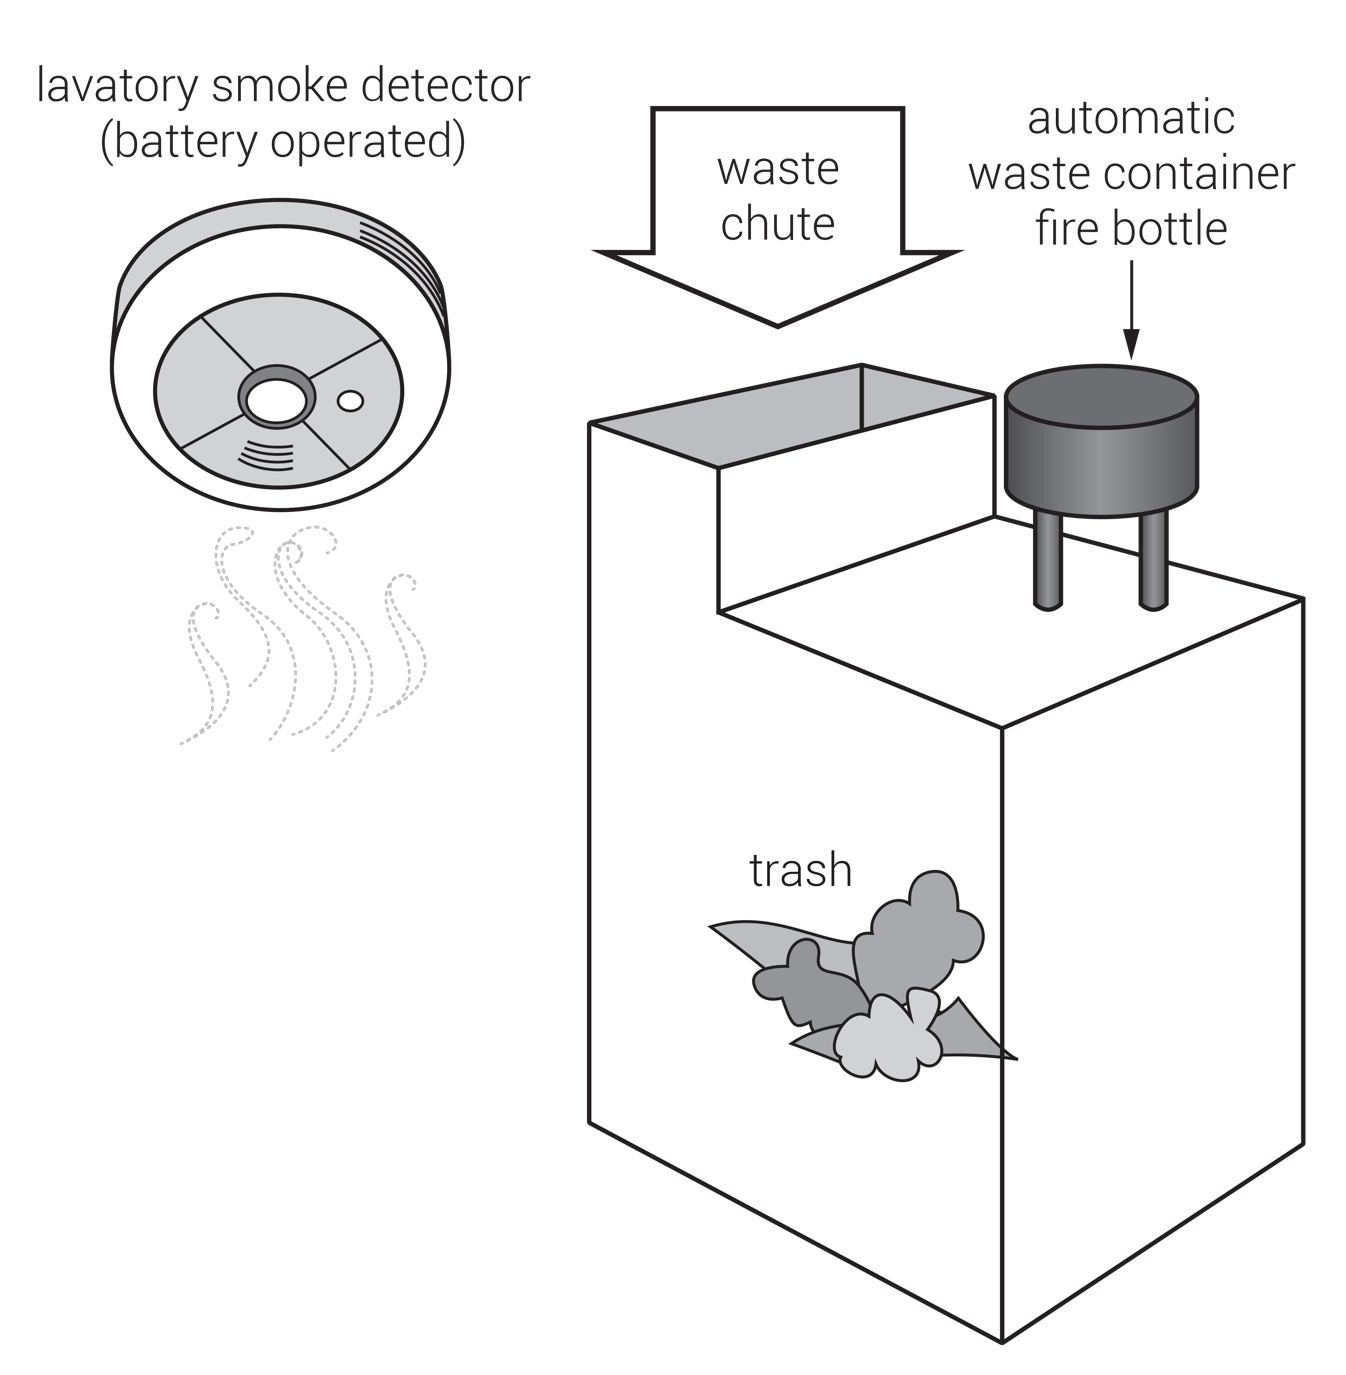 lavatory smoke detector
(battery operated)
waste
chute
automatic
waste container
fire bottle
trash